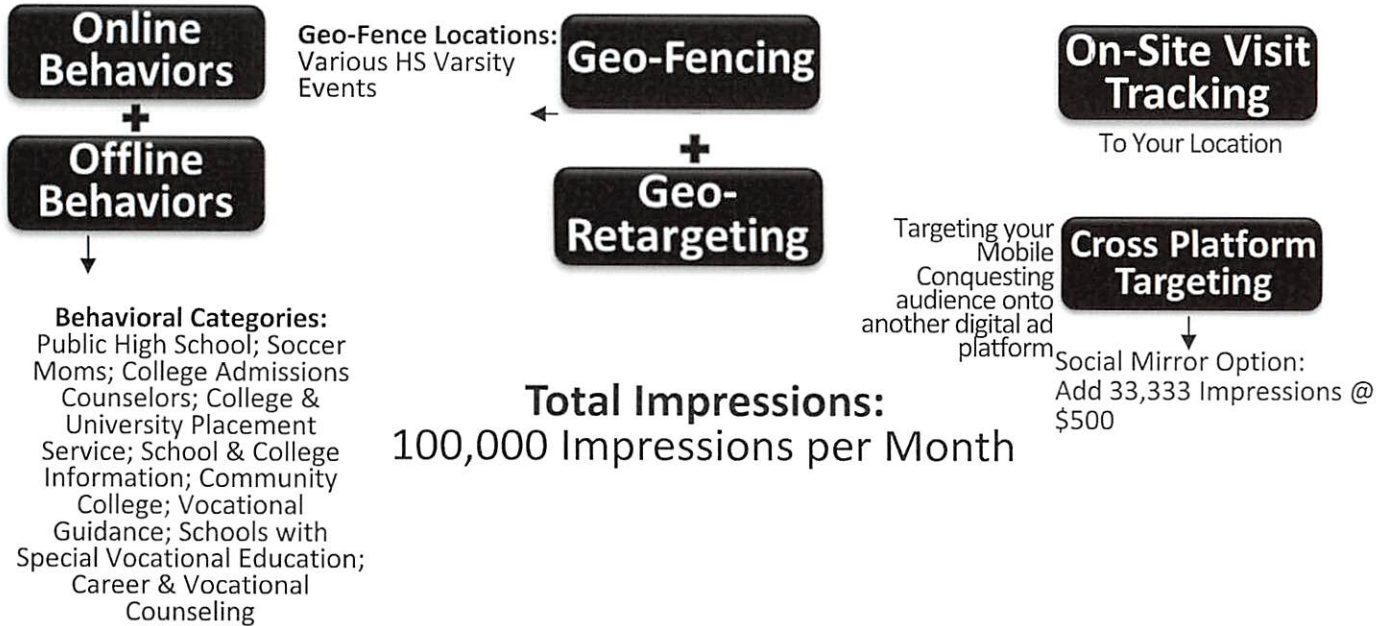 Online
Behaviors
+
Offline
Behaviors
Behavioral Categories:
Public High School; Soccer
Moms; College Admissions
Counselors; College &
University Placement
Service; School & College
Information; Community
College; Vocational
Guidance; Schools with
Special Vocational Education;
Career & Vocational
Counseling
Geo-Fence Locations:
Various HS Varsity
Events
Geo-Fencing
+
Geo-
Retargeting
Total Impressions:
100,000 Impressions per Month
On-Site Visit
Tracking
To Your Location
Targeting your
Mobile
Conquesting
audience onto
another digital ad
platform
Cross Platform
Targeting
Social Mirror Option:
Add 33,333 Impressions @
$500